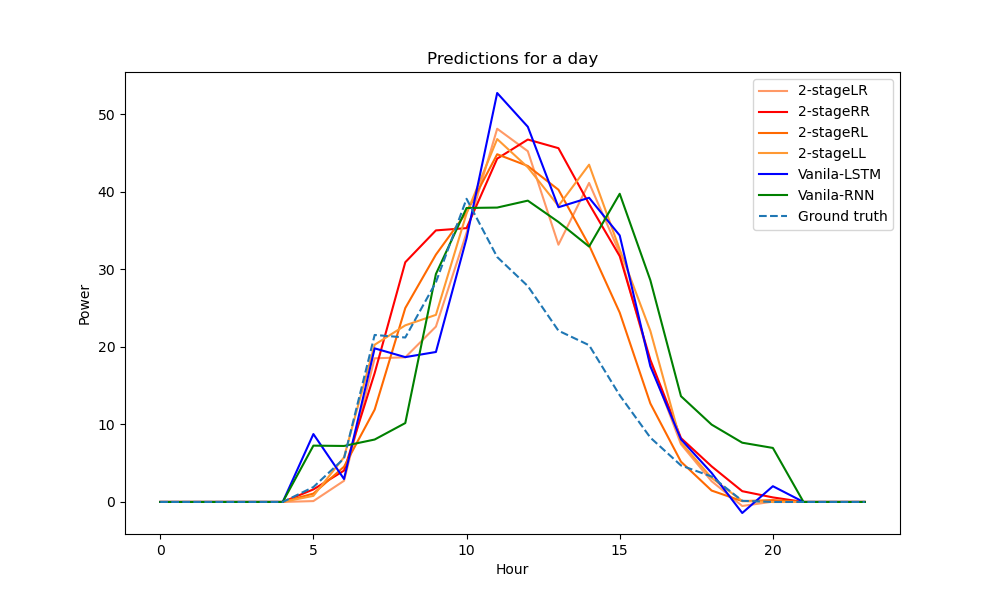 Predictions for a day
2-stageLR
2-stageRR
2-stageRL
2-stageLL
Vanila-LSTM
Vanila-RNN
Ground truth
Power
50
40
30
20
10
0
0 5 10 15 20
Hour